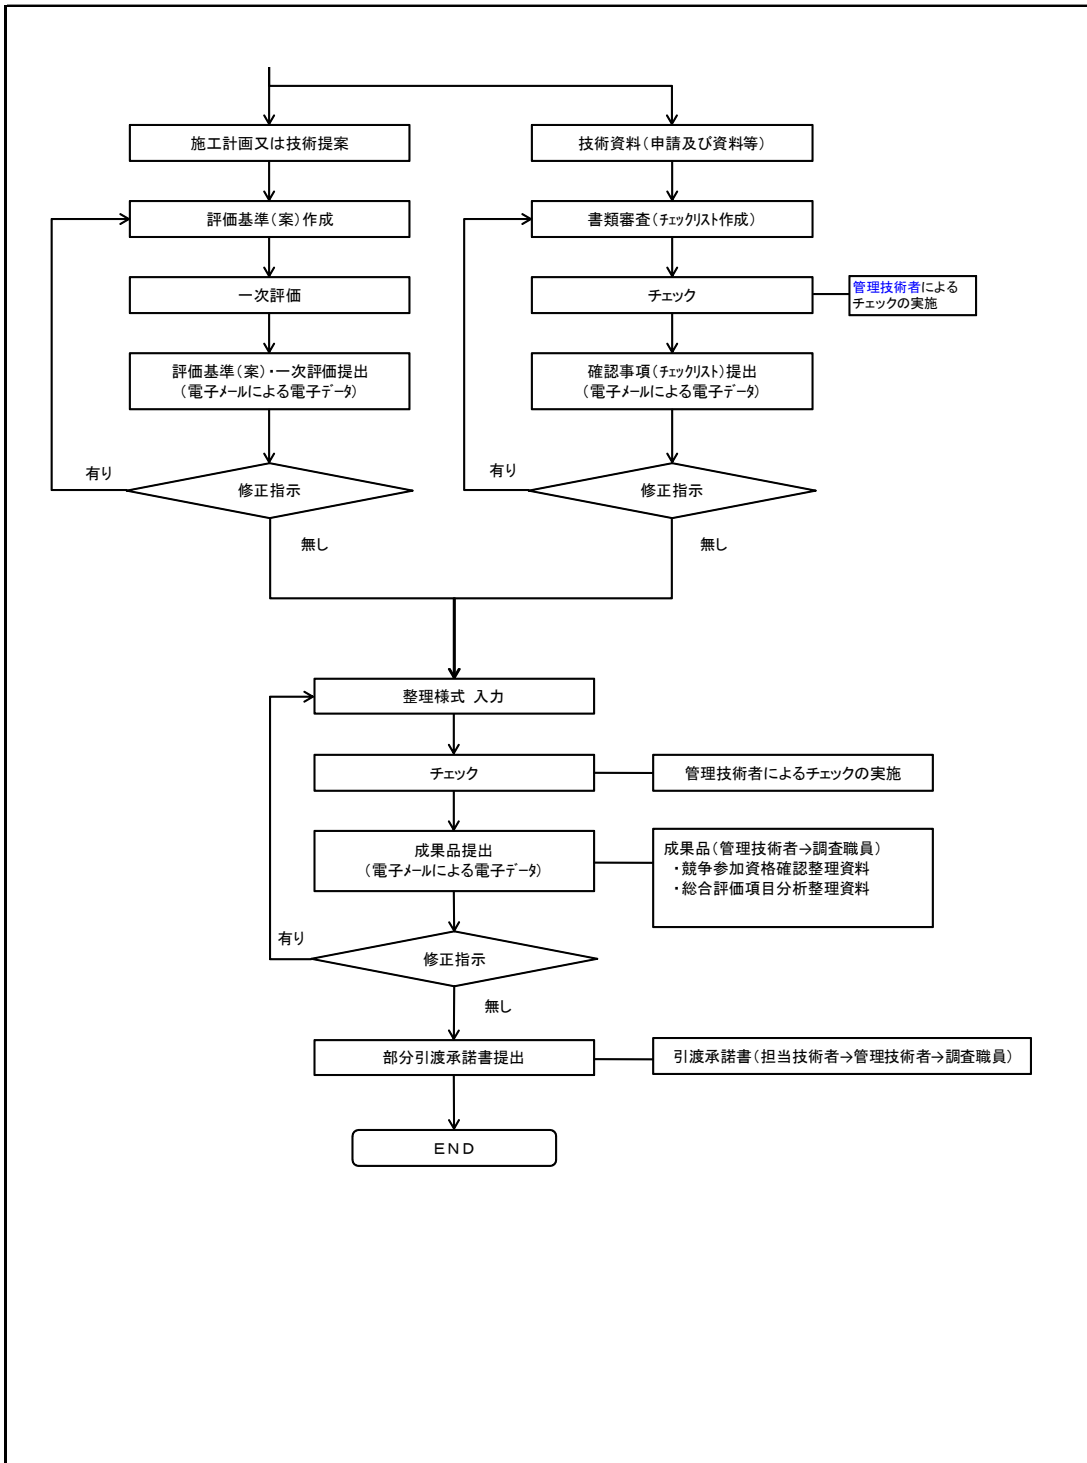 施工計画又は技術提案
技術資料(申請及び資料等)
評価基準(案)作成
書類審査(チェックリスト作成)
一次評価
チェック
管理技術者による
チェックの実施
評価基準(案)・一次評価提出
(電子メールによる電子データ)
確認事項(チェックリスト)提出
(電子メールによる電子データ)
有り
修正指示
有り
修正指示
無し
無し
整理様式 入力
チェック
管理技術者によるチェックの実施
成果品提出
(電子メールによる電子データ)
成果品(管理技術者→調査職員)
・競争参加資格確認整理資料
・総合評価項目分析整理資料
有り
修正指示
無し
部分引渡承諾書提出
引渡承諾書(担当技術者→管理技術者→調査職員)
END